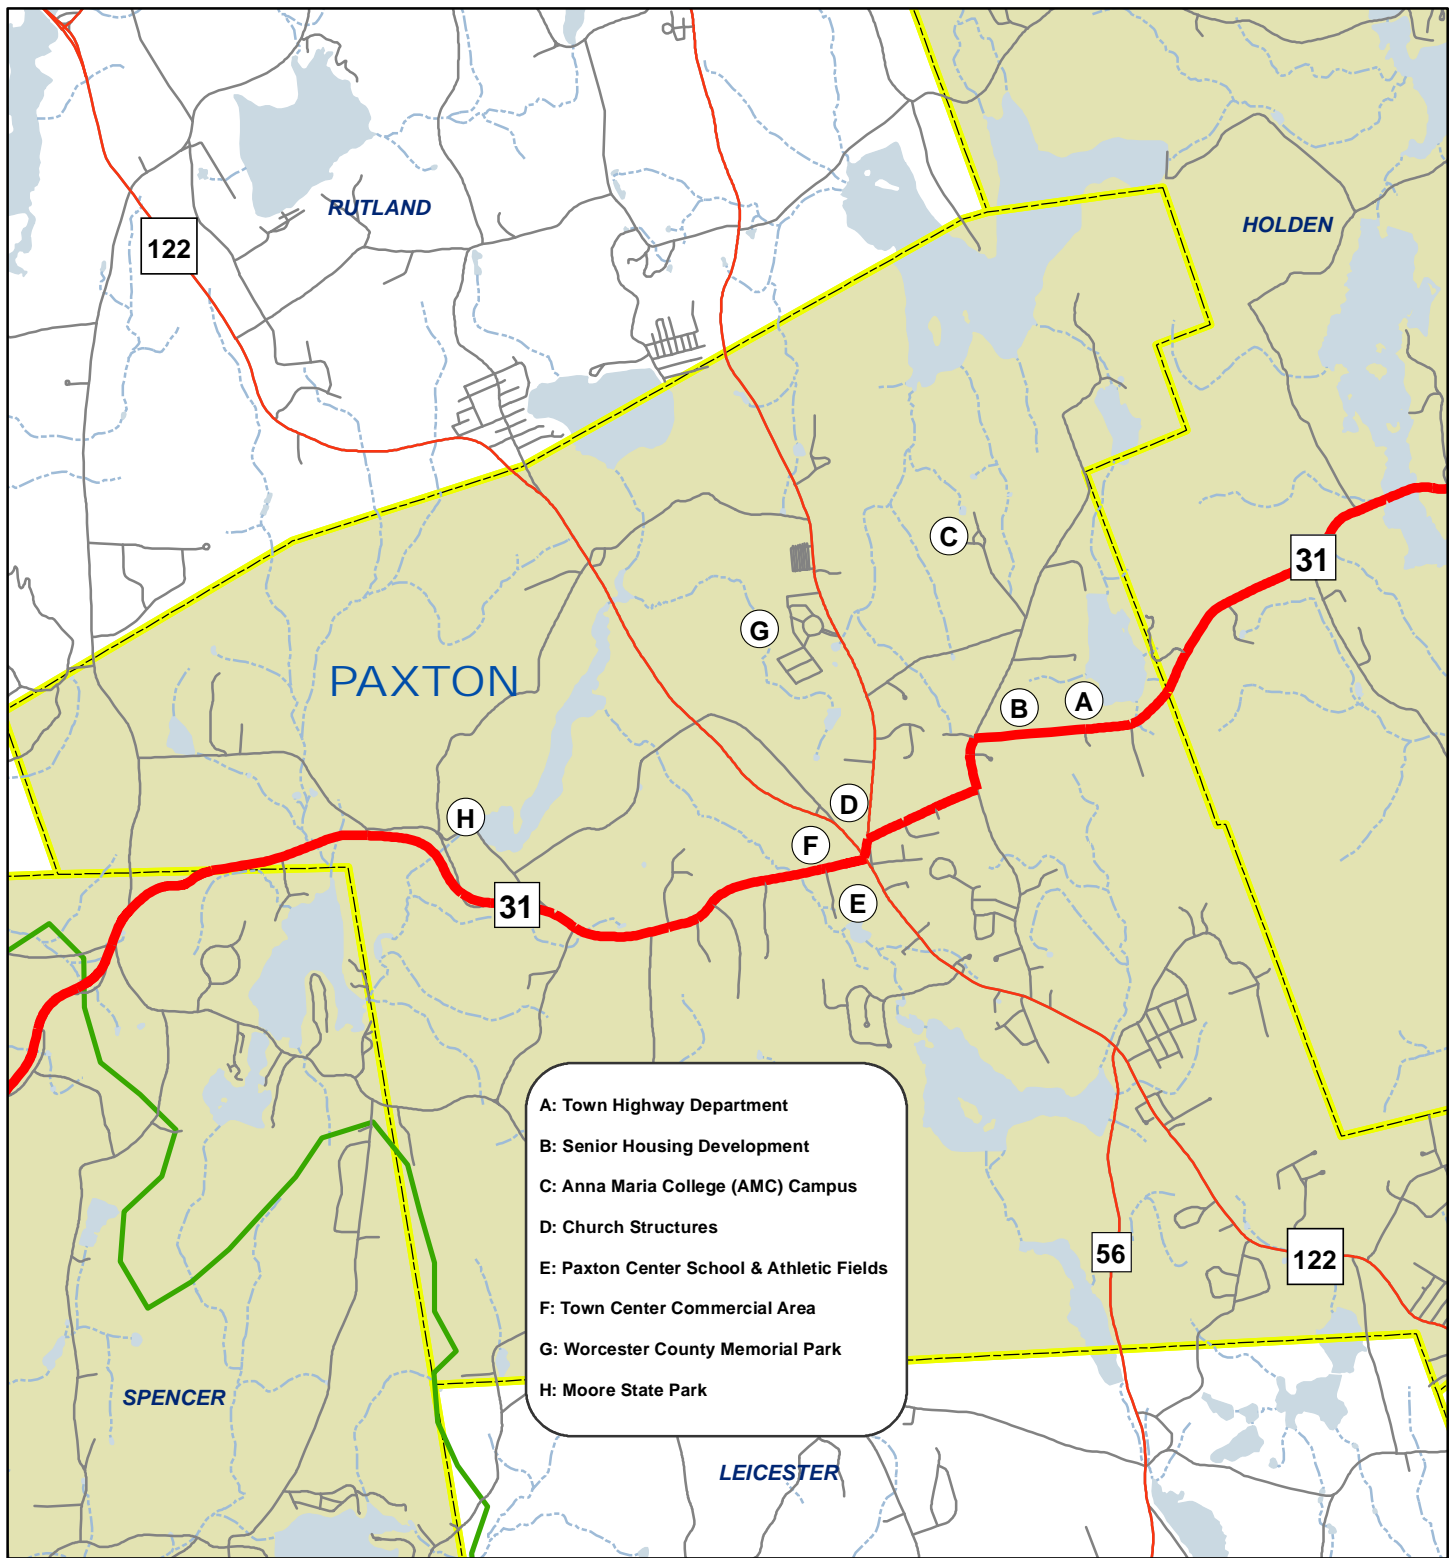 RUTLAND
HOLDEN
122
C
31
G
PAXTON
A
B
D
H
F
E
31
A: Town Highway Department
B: Senior Housing Development
C: Anna Maria College (AMC) Campus
D: Church Structures
E: Paxton Center School & Athletic Fields
F: Town Center Commercial Area
G: Worcester County Memorial Park
H: Moore State Park
56
122
SPENCER
LEICESTER